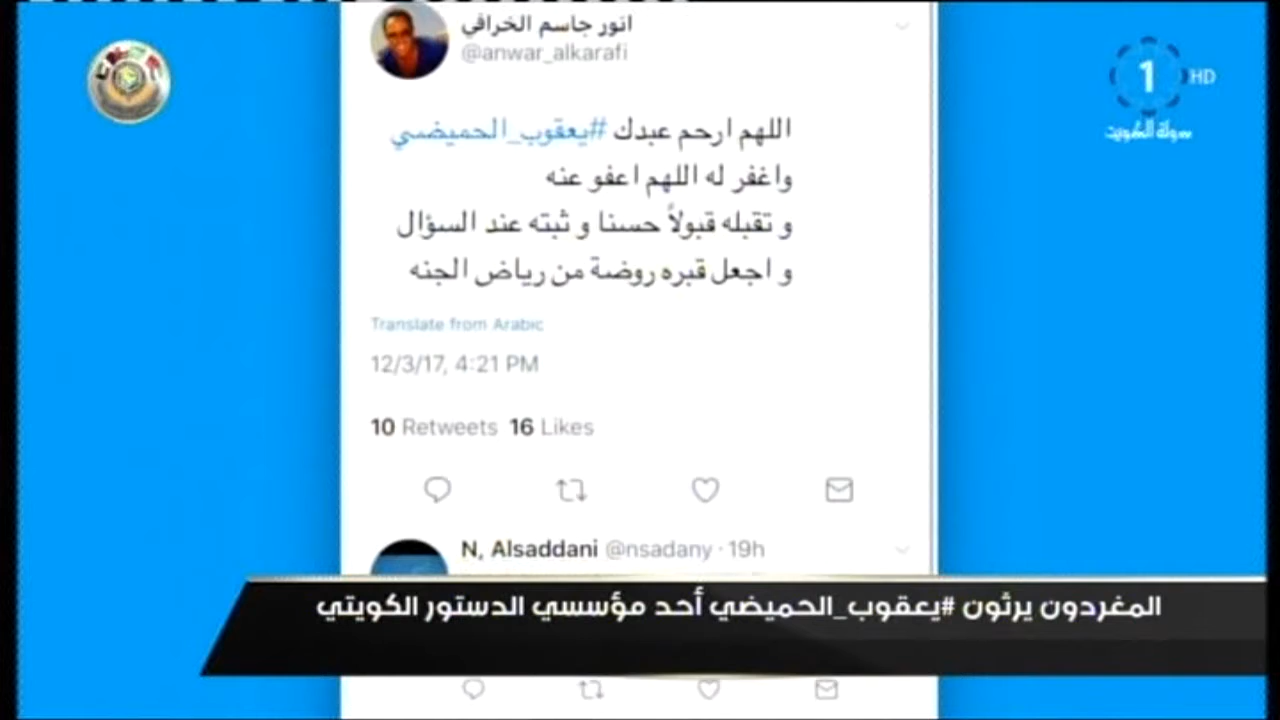 انور جاسم الخرافي
@anwar_alkarafi
1 HD
اللهم ارحم عبدك #يعقوب_الحميضي
واغفر له اللهم اعفو عنه
و تقبله قبولاً حسنا و ثبته عند السؤال
و اجعل قبره روضة من رياض الجنه
Translate from Arabic
12/3/17, 4:21 PM
10 Retweets 16 Likes
N, Alsaddani @nsadany · 19h
المغردون يرثون #يعقوب_الحميضي أحد مؤسسي الدستور الكويتي